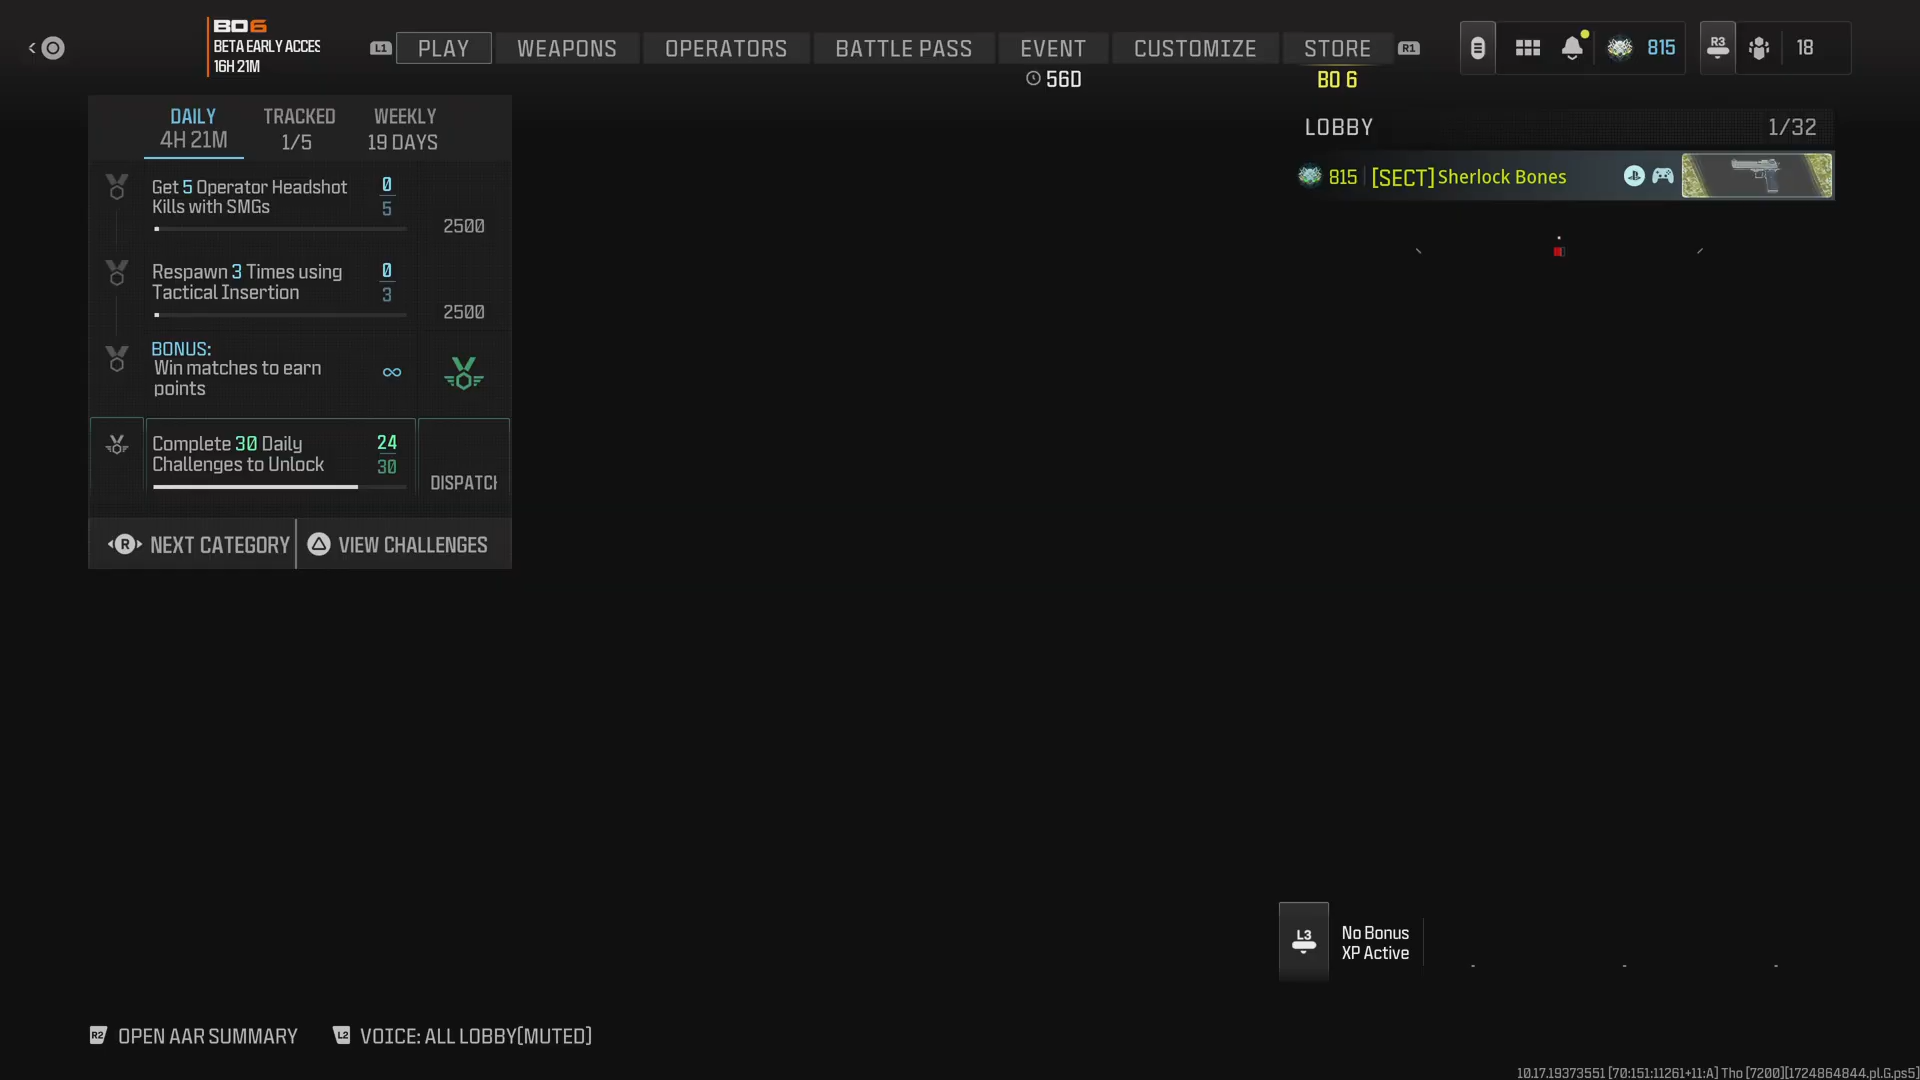 BO6
BETA EARLY ACCES
16H 21M
L1
PLAY
WEAPONS
OPERATORS
BATTLE PASS
EVENT
CUSTOMIZE
STORE
R1
815
R3
18
56D
BO 6
DAILY
4H 21M
TRACKED
1/5
WEEKLY
19 DAYS
LOBBY
1/32
815
[SECT]Sherlock Bones
Get 5 Operator Headshot
Kills with SMGs
0
5
2500
Respawn 3 Times using
Tactical Insertion
0
3
2500
BONUS:
Win matches to earn
points
∞
Complete 30 Daily
Challenges to Unlock
24
30
DISPATCH
R
NEXT CATEGORY
VIEW CHALLENGES
L3
No Bonus
XP Active
R2
OPEN AAR SUMMARY
L2
VOICE: ALL LOBBY[MUTED]
10.17.19373551 [70:151:11261+11:A] Tho [7200][1724864844.pl.G.ps5]